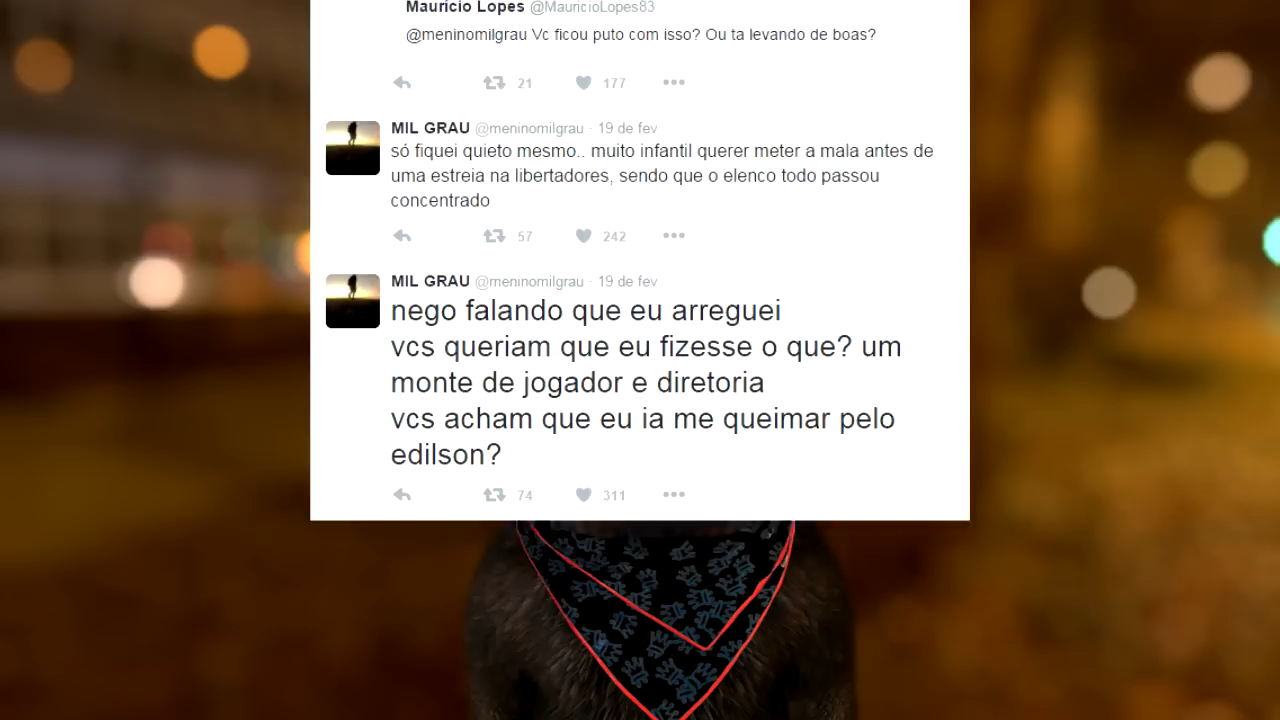 Maurício Lopes @MauricioLopes83
@meninomilgrau Vc ficou puto com isso? Ou ta levando de boas?
21 177
MIL GRAU @meninomilgrau · 19 de fev
só fiquei quieto mesmo.. muito infantil querer meter a mala antes de
uma estreia na libertadores, sendo que o elenco todo passou
concentrado
57 242
MIL GRAU @meninomilgrau · 19 de fev
nego falando que eu arreguei
vcs queriam que eu fizesse o que? um
monte de jogador e diretoria
vcs acham que eu ia me queimar pelo
edilson?
74 311